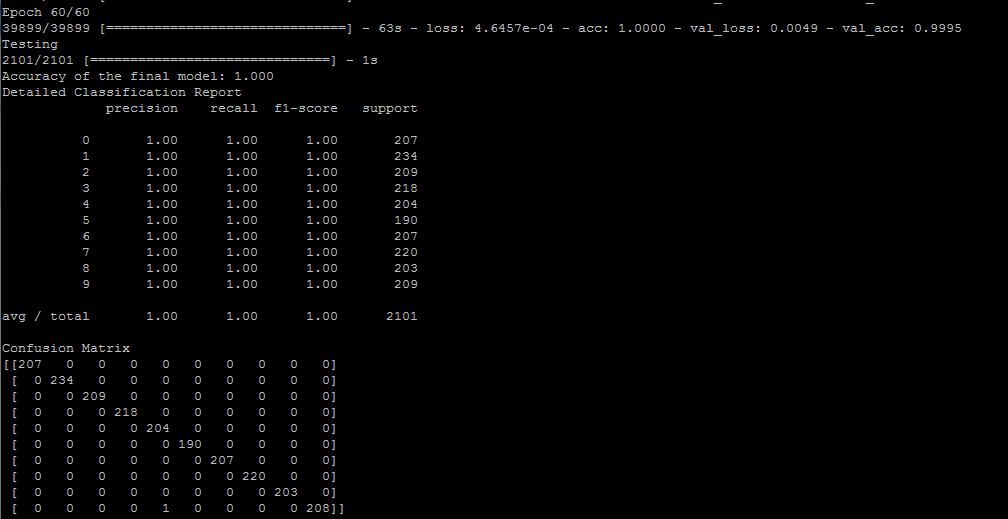 Epoch 60/60
39899/39899 [==============================] - 63s - loss: 4.6457e-04 - acc: 1.0000 - val_loss: 0.0049 - val_acc: 0.9995
Testing
2101/2101 [==============================] - 1s
Accuracy of the final model: 1.000
Detailed Classification Report
             precision    recall  f1-score   support

          0       1.00      1.00      1.00       207
          1       1.00      1.00      1.00       234
          2       1.00      1.00      1.00       209
          3       1.00      1.00      1.00       218
          4       1.00      1.00      1.00       204
          5       1.00      1.00      1.00       190
          6       1.00      1.00      1.00       207
          7       1.00      1.00      1.00       220
          8       1.00      1.00      1.00       203
          9       1.00      1.00      1.00       209

avg / total       1.00      1.00      1.00      2101

Confusion Matrix
[[207   0   0   0   0   0   0   0   0   0]
 [  0 234   0   0   0   0   0   0   0   0]
 [  0   0 209   0   0   0   0   0   0   0]
 [  0   0   0 218   0   0   0   0   0   0]
 [  0   0   0   0 204   0   0   0   0   0]
 [  0   0   0   0   0 190   0   0   0   0]
 [  0   0   0   0   0   0 207   0   0   0]
 [  0   0   0   0   0   0   0 220   0   0]
 [  0   0   0   0   0   0   0   0 203   0]
 [  0   0   0   0   1   0   0   0   0 208]]